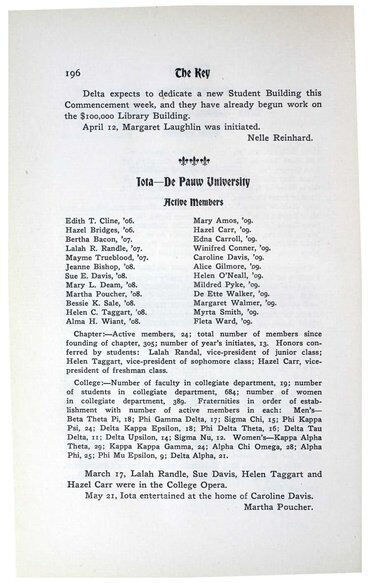 196 The Key
Delta expects to dedicate a new Student Building this
Commencement week, and they have already begun work on
the $100,000 Library Building.
April 12, Margaret Laughlin was initiated.
Nelle Reinhard.
Iota—De Pauw University
Active Members
Edith T. Cline, '06.
Hazel Bridges, '06.
Bertha Bacon, '07.
Lalah R. Randle, '07.
Mayme Trueblood, '07.
Jeanne Bishop, '08.
Sue E. Davis, '08.
Mary L. Deam, '08.
Martha Poucher, '08.
Bessie K. Sale, '08.
Helen C. Taggart, '08.
Alma H. Wiant, '08.
Mary Amos, '09.
Hazel Carr, '09.
Edna Carroll, '09.
Winifred Conner, '09.
Caroline Davis, '09.
Alice Gilmore, '09.
Helen O'Neall, '09.
Mildred Pyke, '09.
De Ette Walker, '09.
Margaret Walmer, '09.
Myrta Smith, '09.
Fleta Ward, '09.
Chapter:—Active members, 24; total number of members since
founding of chapter, 305; number of year's initiates, 13. Honors con-
ferred by students: Lalah Randal, vice-president of junior class;
Helen Taggart, vice-president of sophomore class; Hazel Carr, vice-
president of freshman class.
College:—Number of faculty in collegiate department, 19; number
of students in collegiate department, 684; number of women
in collegiate department, 389. Fraternities in order of estab-
lishment with number of active members in each: Men's—
Beta Theta Pi, 18; Phi Gamma Delta, 17; Sigma Chi, 15; Phi Kappa
Psi, 24; Delta Kappa Epsilon, 18; Phi Delta Theta, 16; Delta Tau
Delta, 11; Delta Upsilon, 14; Sigma Nu, 12. Women's—Kappa Alpha
Theta, 29; Kappa Kappa Gamma, 24; Alpha Chi Omega, 28; Alpha
Phi, 25; Phi Mu Epsilon, 9; Delta Alpha, 21.
March 17, Lalah Randle, Sue Davis, Helen Taggart and
Hazel Carr were in the College Opera.
May 21, Iota entertained at the home of Caroline Davis.
Martha Poucher.